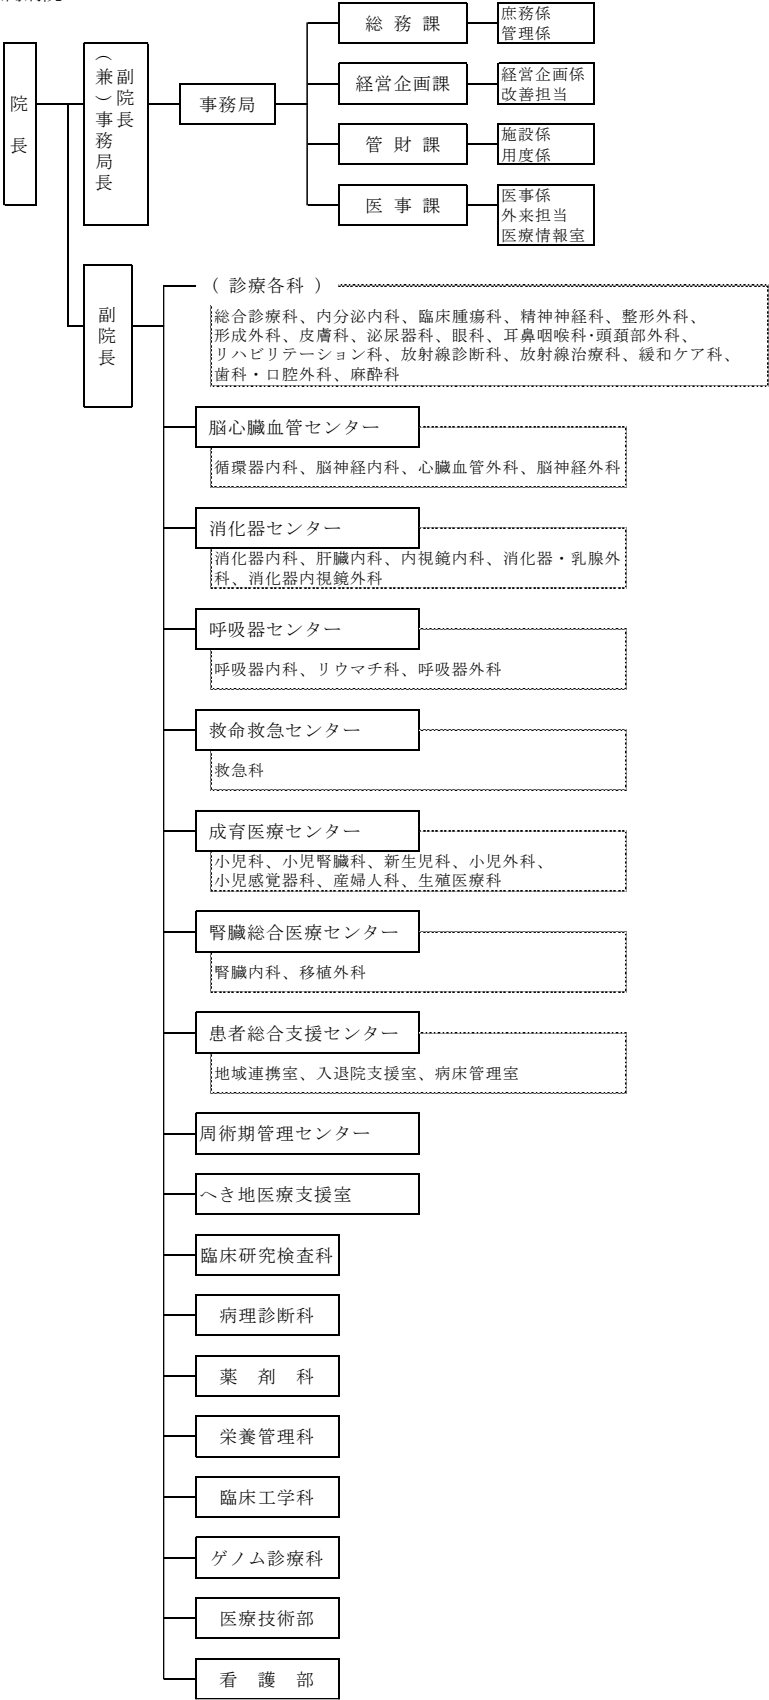 院長
副院長
（兼）事務局長
事務局
総務課
庶務係
管理係
経営企画課
経営企画係
改善担当
管財課
施設係
用度係
医事課
医事係
外来担当
医療情報室
副院長
（診療各科）
総合診療科、内分泌内科、臨床腫瘍科、精神神経科、整形外科、
形成外科、皮膚科、泌尿器科、眼科、耳鼻咽喉科･頭頚部外科、
リハビリテーション科、放射線診断科、放射線治療科、緩和ケア科、
歯科・口腔外科、麻酔科
脳心臓血管センター
循環器内科、脳神経内科、心臓血管外科、脳神経外科
消化器センター
消化器内科、肝臓内科、内視鏡内科、消化器・乳腺外
科、消化器内視鏡外科
呼吸器センター
呼吸器内科、リウマチ科、呼吸器外科
救命救急センター
救急科
成育医療センター
小児科、小児腎臓科、新生児科、小児外科、
小児感覚器科、産婦人科、生殖医療科
腎臓総合医療センター
腎臓内科、移植外科
患者総合支援センター
地域連携室、入退院支援室、病床管理室
周術期管理センター
へき地医療支援室
臨床研究検査科
病理診断科
薬剤科
栄養管理科
臨床工学科
ゲノム診療科
医療技術部
看護部